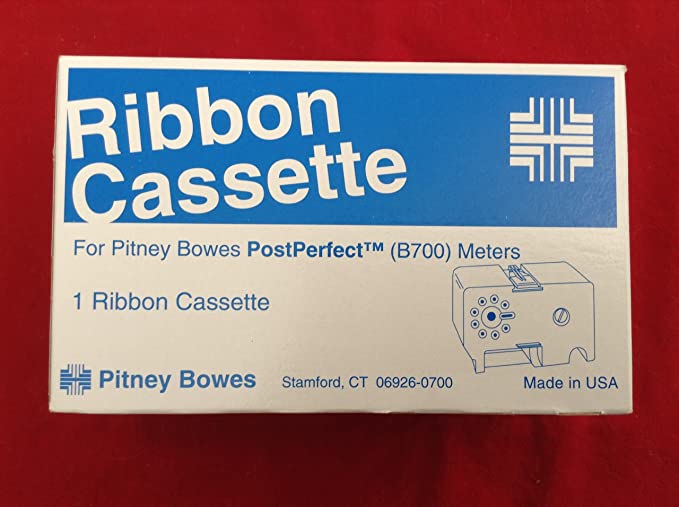 Ribbon
Cassette
For Pitney Bowes PostPerfect™ (B700) Meters
1 Ribbon Cassette
Pitney Bowes
Stamford, CT 06926-0700
Made in USA